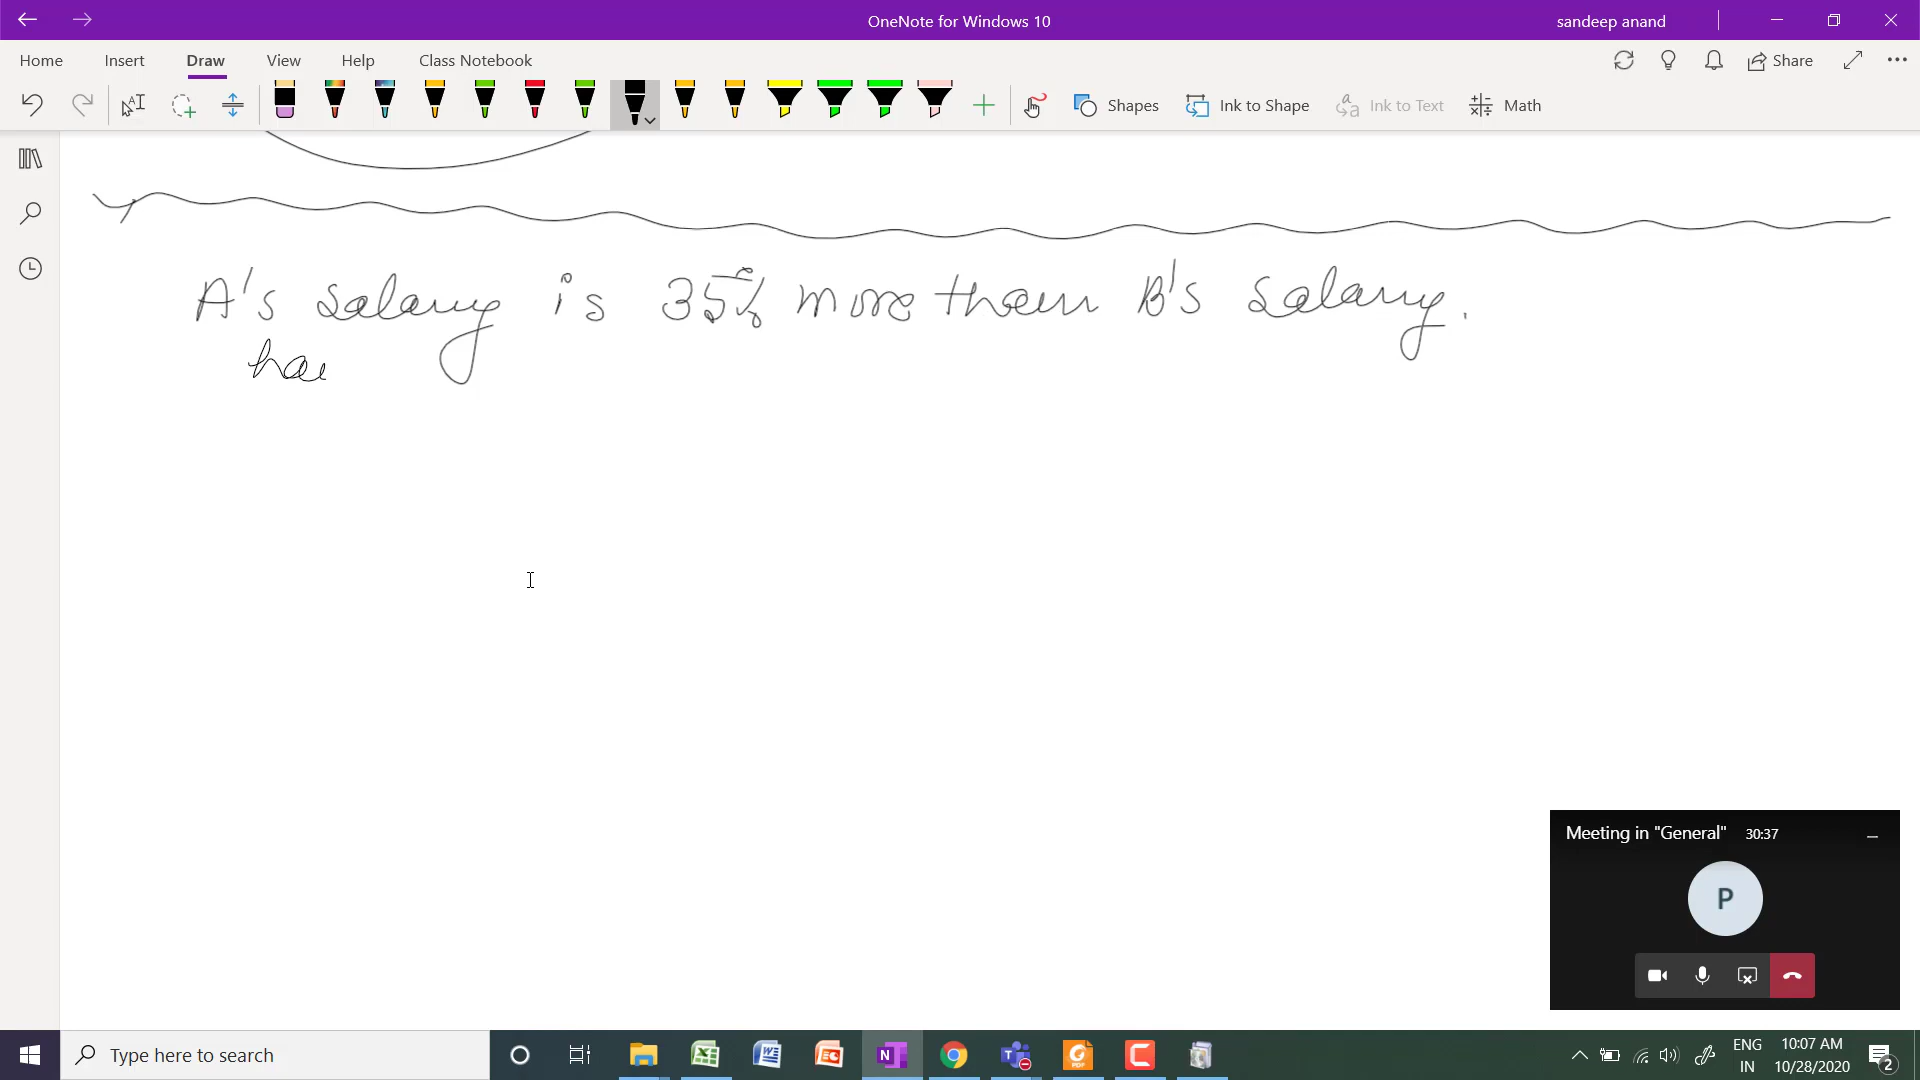 OneNote for Windows 10
sandeep anand
Home Insert Draw View Help Class Notebook
Share
Shapes Ink to Shape Ink to Text Math
A's salary is 35% more than B's salary.
Meeting in "General" 30:37
P
Type here to search
ENG
IN
10:07 AM
10/28/2020
2